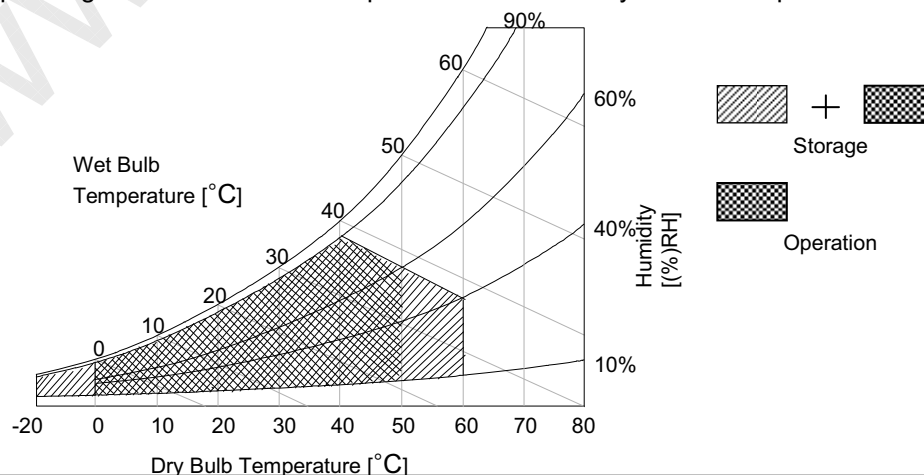 90%
60
60%
50
Wet Bulb
Temperature [°C]
40
40%
Humidity
[(%)RH]
30
20
10
0
10%
-20 0 10 20 30 40 50 60 70 80
Dry Bulb Temperature [°C]
+
Storage
Operation